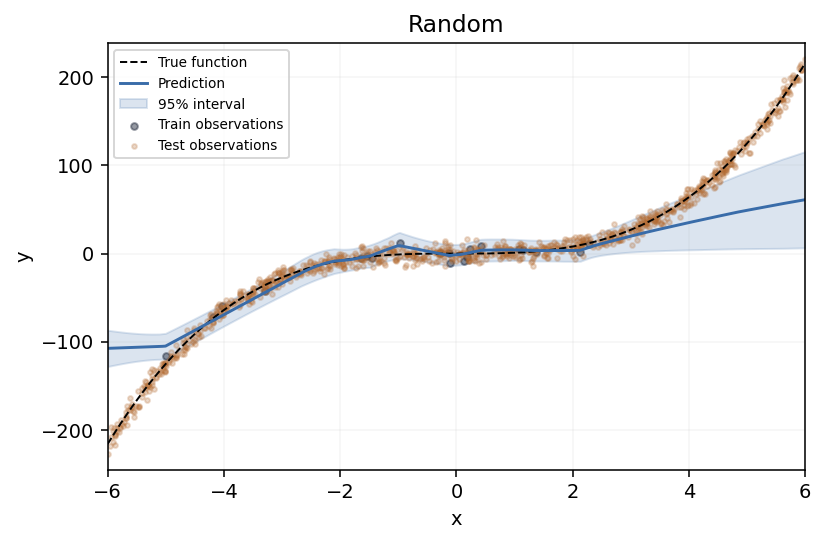 Random
True function
Prediction
95% interval
Train observations
Test observations
200
100
0
−100
−200
y
−6
−4
−2
0
2
4
6
x